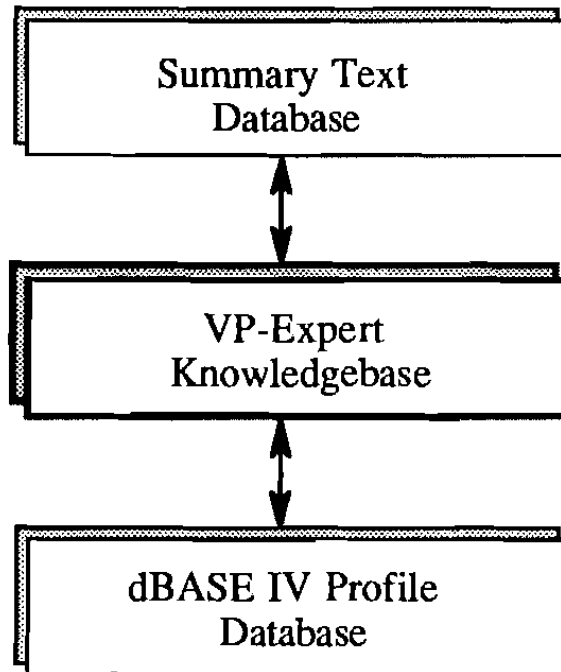 Summary Text
Database
VP-Expert
Knowledgebase
dBASE IV Profile
Database